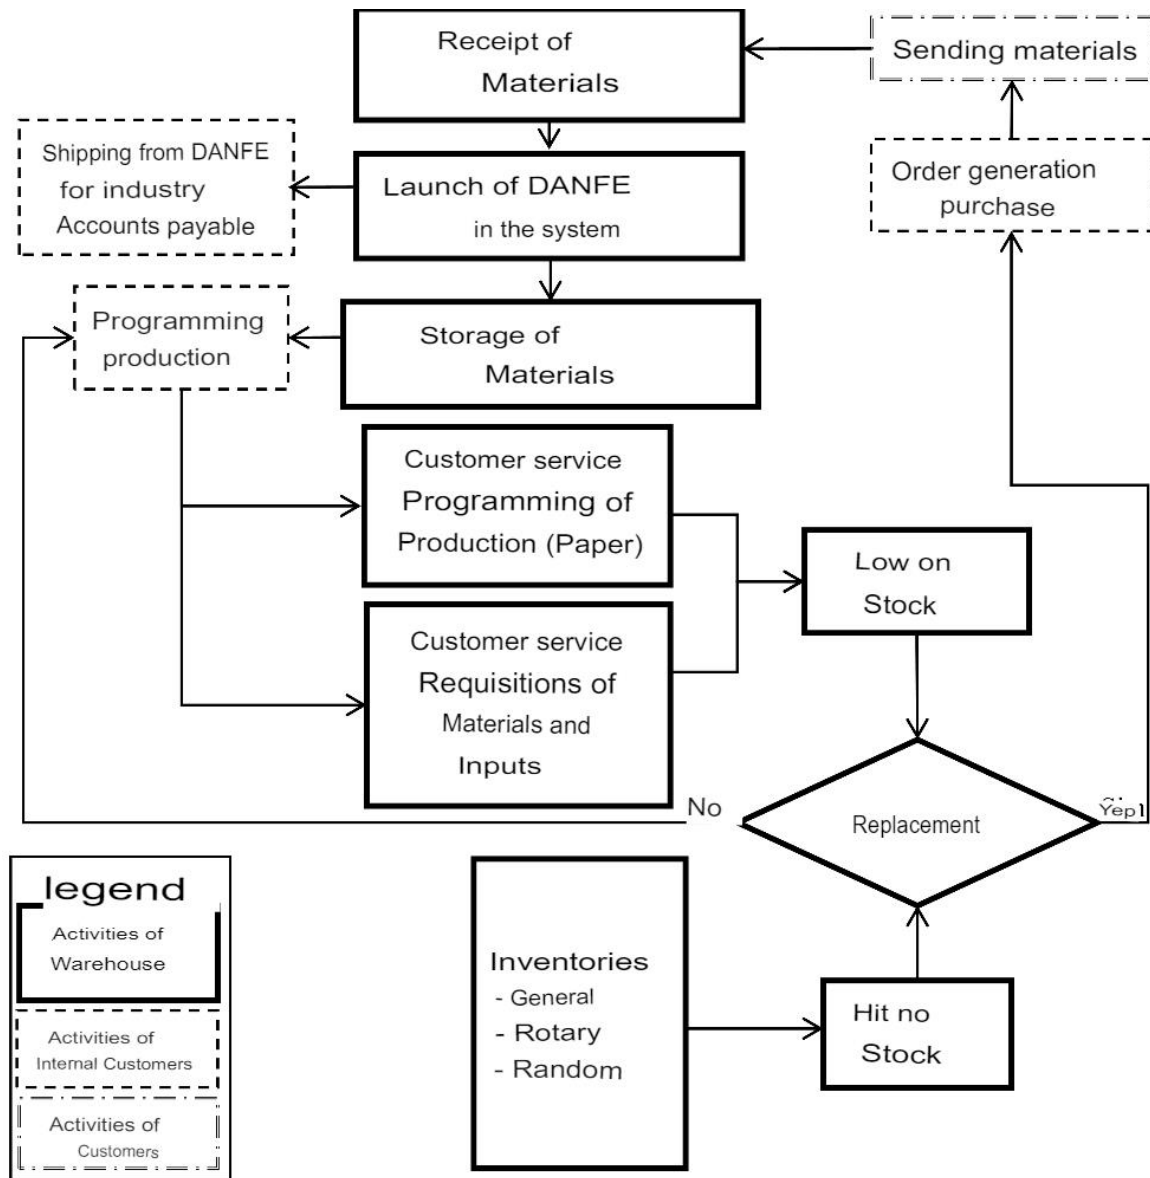 Receipt of
Materials
Sending materials
Shipping from DANFE
for industry
Accounts payable
Launch of DANFE
in the system
Order generation
purchase
Programming
production
Storage of
Materials
Customer service
Programming of
Production (Paper)
Low on
Stock
Customer service
Requisitions of
Materials and
Inputs
No
Replacement
Yep
legend
Activities of
Warehouse
Activities of
Internal Customers
Activities of
Customers
Inventories
- General
- Rotary
- Random
Hit no
Stock